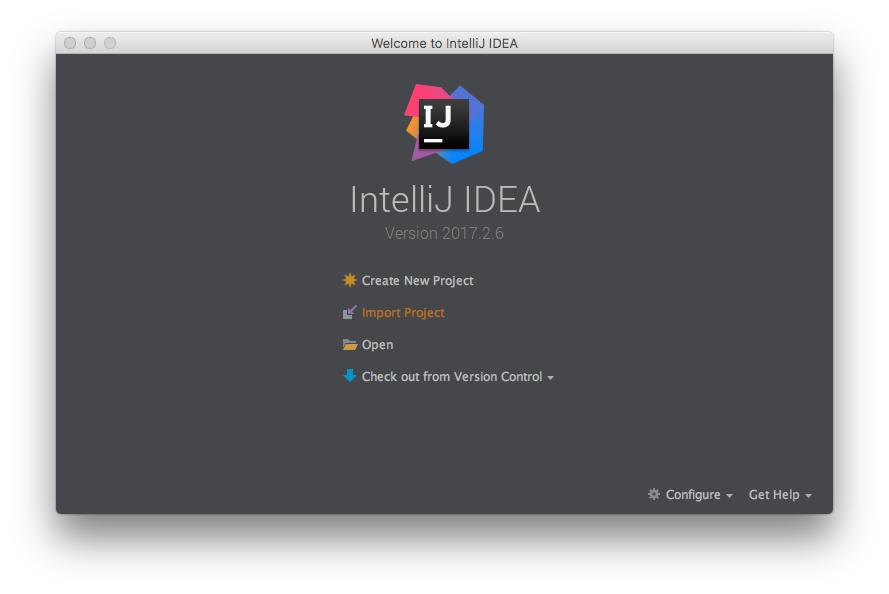 Welcome to IntelliJ IDEA
IJ
IntelliJ IDEA
Version 2017.2.6
Create New Project
Import Project
Open
Check out from Version Control
Configure
Get Help